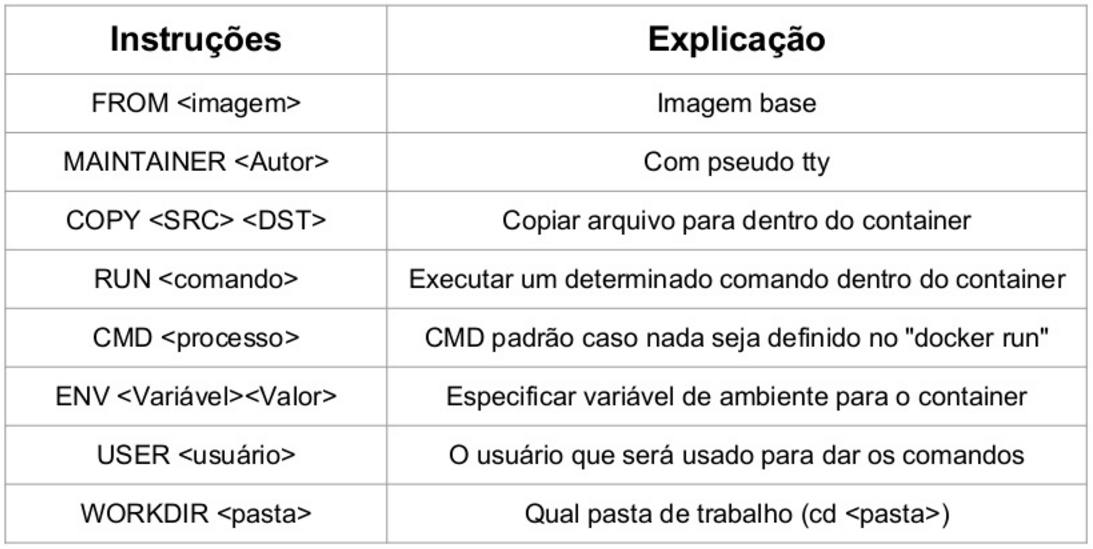 Instruções Explicação
FROM <imagem> Imagem base
MAINTAINER <Autor> Com pseudo tty
COPY <SRC> <DST> Copiar arquivo para dentro do container
RUN <comando> Executar um determinado comando dentro do container
CMD <processo> CMD padrão caso nada seja definido no "docker run"
ENV <Variável><Valor> Especificar variável de ambiente para o container
USER <usuário> O usuário que será usado para dar os comandos
WORKDIR <pasta> Qual pasta de trabalho (cd <pasta>)